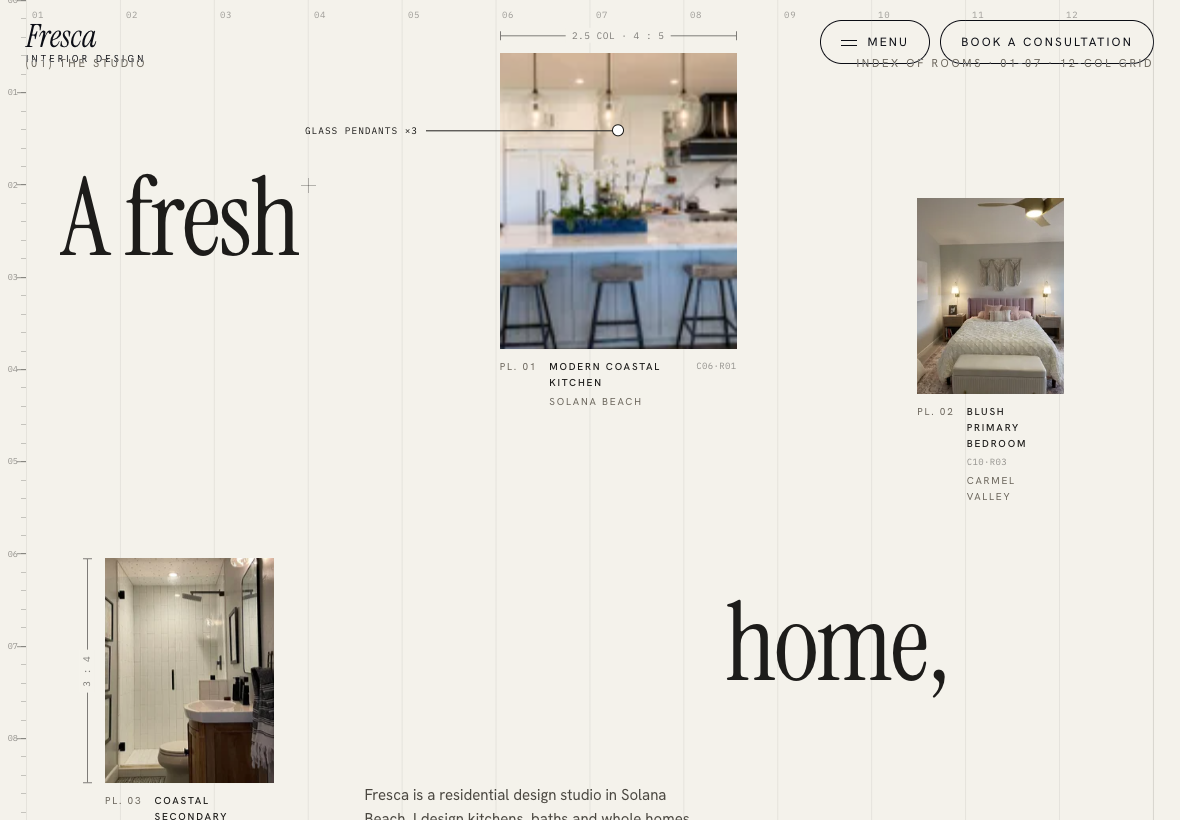 01 02 03 04 05 06 07 08 09 10 11 12
Fresca
INTERIOR DESIGN
(01) THE STUDIO
2.5 COL · 4 : 5
MENU
BOOK A CONSULTATION
INDEX OF ROOMS · 01–07 · 12-COL GRID
00
01
02
03
04
05
06
07
08
GLASS PENDANTS ×3
A fresh
PL. 01 MODERN COASTAL C06·R01
KITCHEN
SOLANA BEACH
PL. 02 BLUSH
PRIMARY
BEDROOM
C10·R03
CARMEL
VALLEY
3 : 4
home,
PL. 03 COASTAL
SECONDARY
Fresca is a residential design studio in Solana
Beach. I design kitchens, baths and whole homes